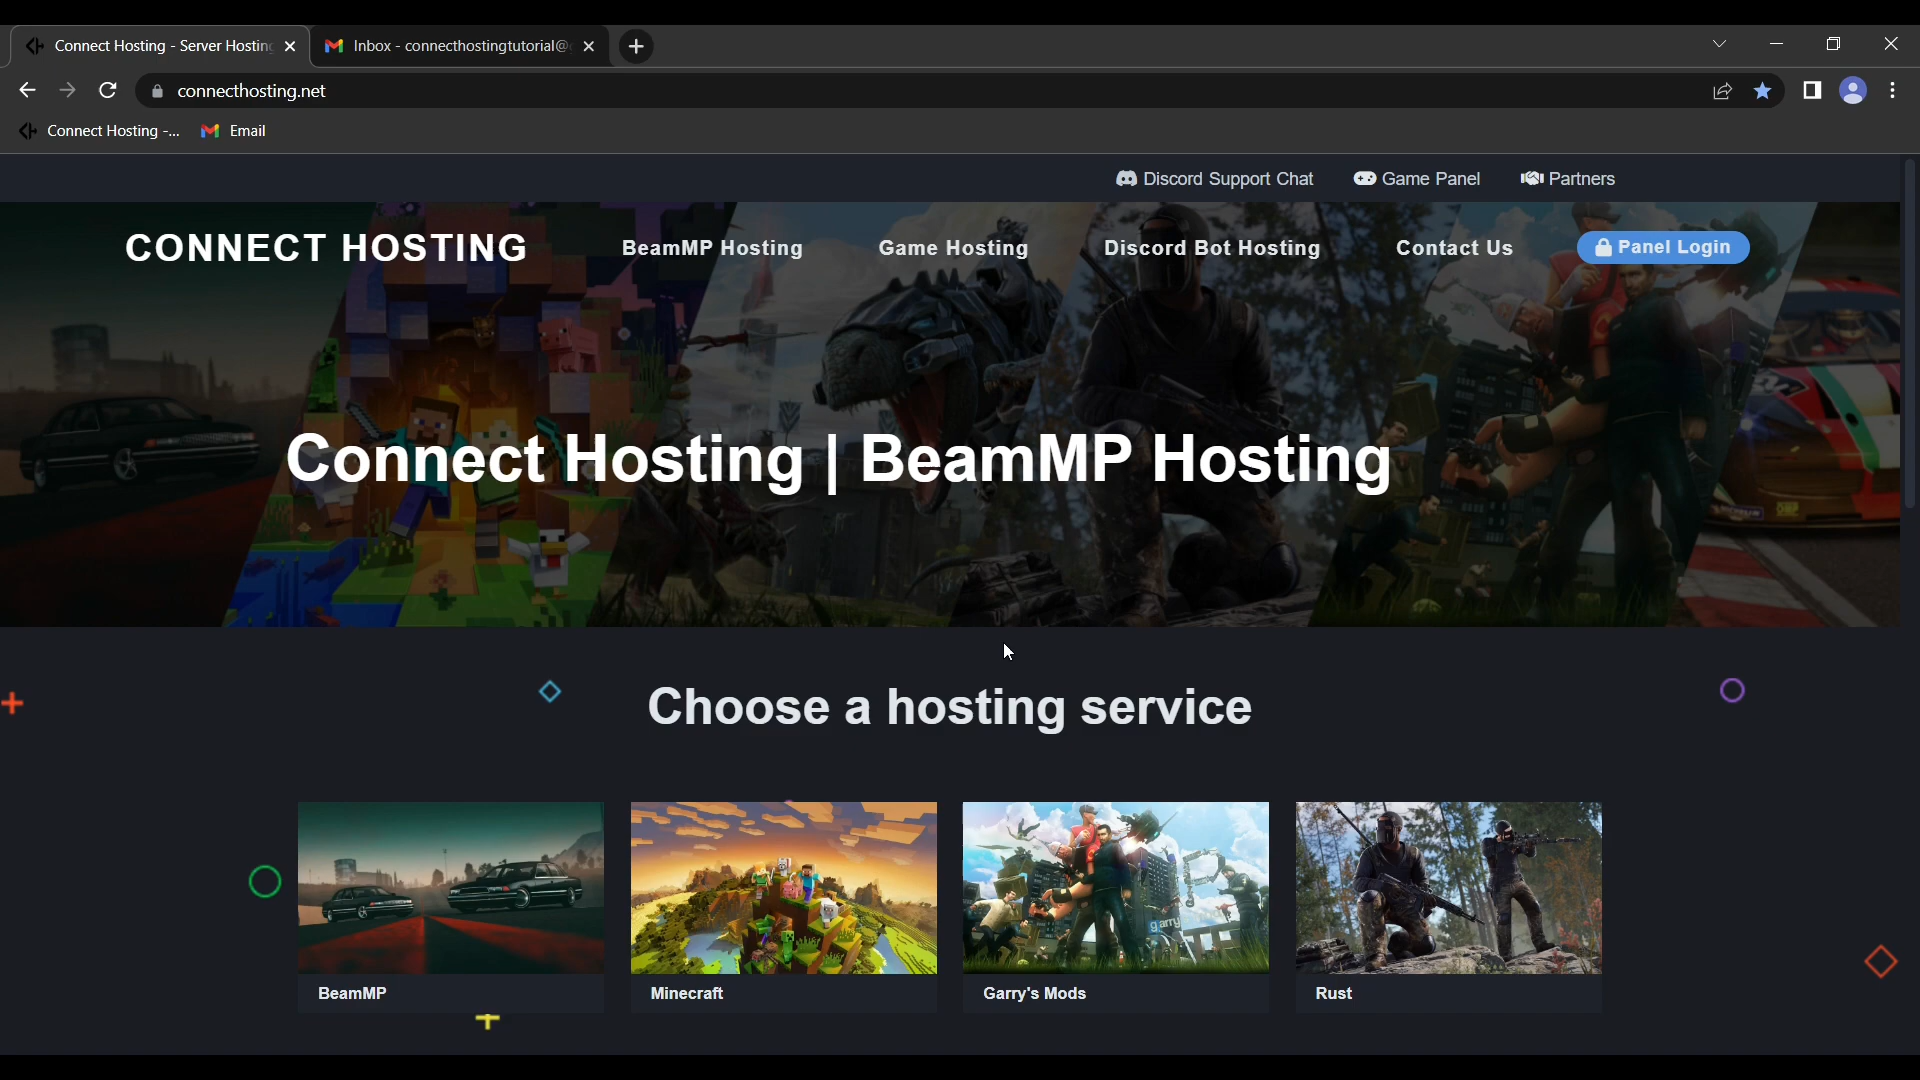 Connect Hosting - Server Hosting
Inbox - connecthostingtutorial@
connecthosting.net
Connect Hosting -...
Email
Discord Support Chat
Game Panel
Partners
CONNECT HOSTING
BeamMP Hosting
Game Hosting
Discord Bot Hosting
Contact Us
Panel Login
Connect Hosting | BeamMP Hosting
Choose a hosting service
garry
BeamMP
Minecraft
Garry's Mods
Rust